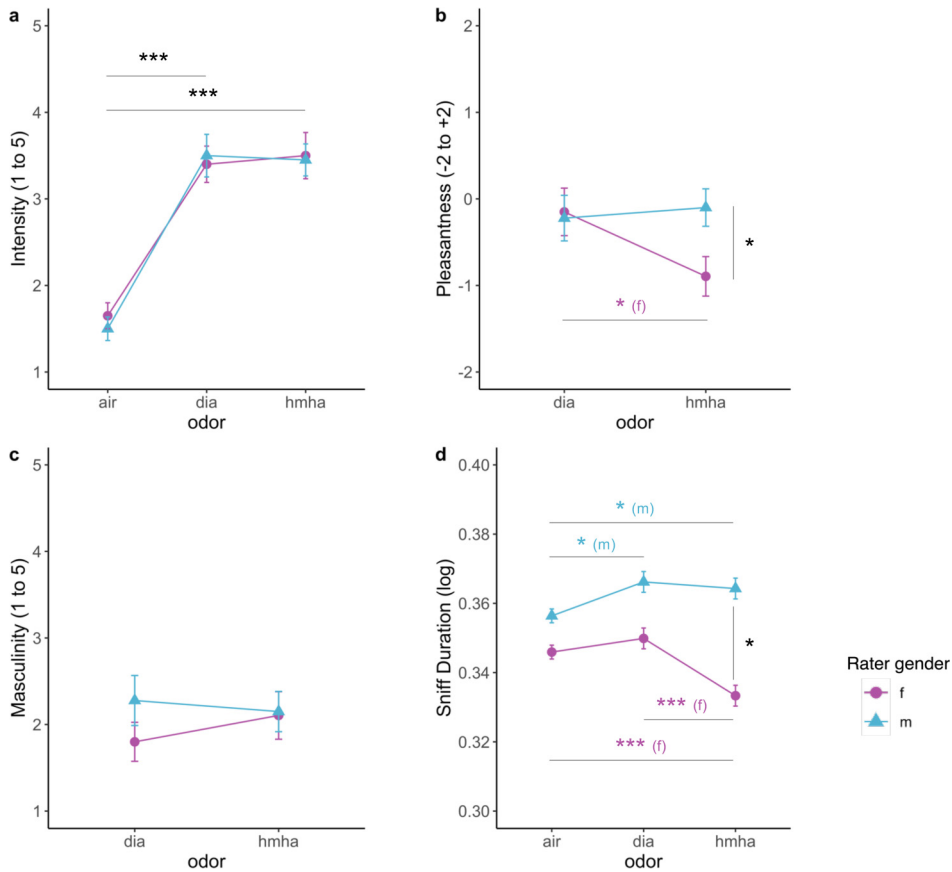 a
Intensity (1 to 5)
5
4
3
2
1
***
***
air dia hmha
odor
b
Pleasantness (-2 to +2)
2
1
0
-1
-2
*
* (f)
dia hmha
odor
c
Masculinity (1 to 5)
5
4
3
2
1
dia hmha
odor
d
Sniff Duration (log)
0.40
0.38
0.36
0.34
0.32
0.30
* (m)
* (m)
*
*** (f)
*** (f)
air dia hmha
odor
Rater gender
f
m